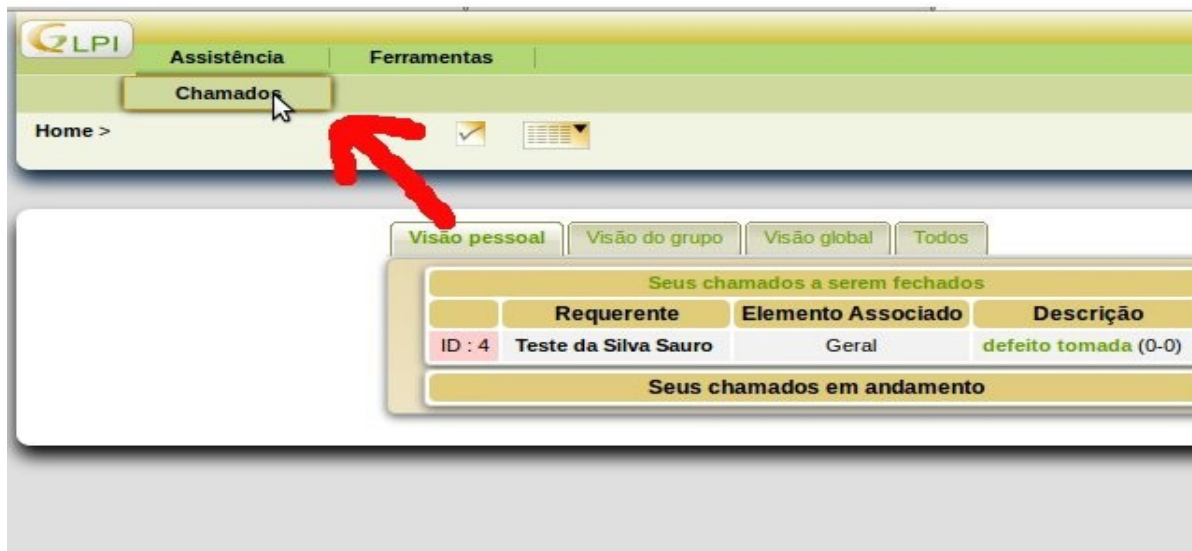 GLPI
Assistência Ferramentas
Chamados
Home >
Visão pessoal Visão do grupo Visão global Todos
Seus chamados a serem fechados
Requerente Elemento Associado Descrição
ID : 4 Teste da Silva Sauro Geral defeito tomada (0-0)
Seus chamados em andamento